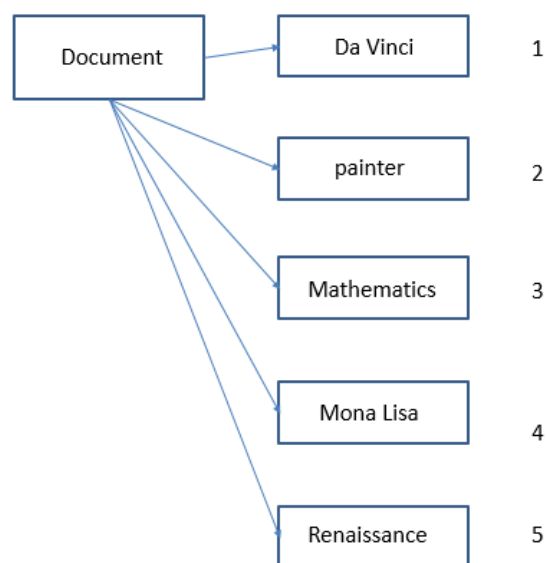 Document
Da Vinci 1
painter 2
Mathematics 3
Mona Lisa 4
Renaissance 5